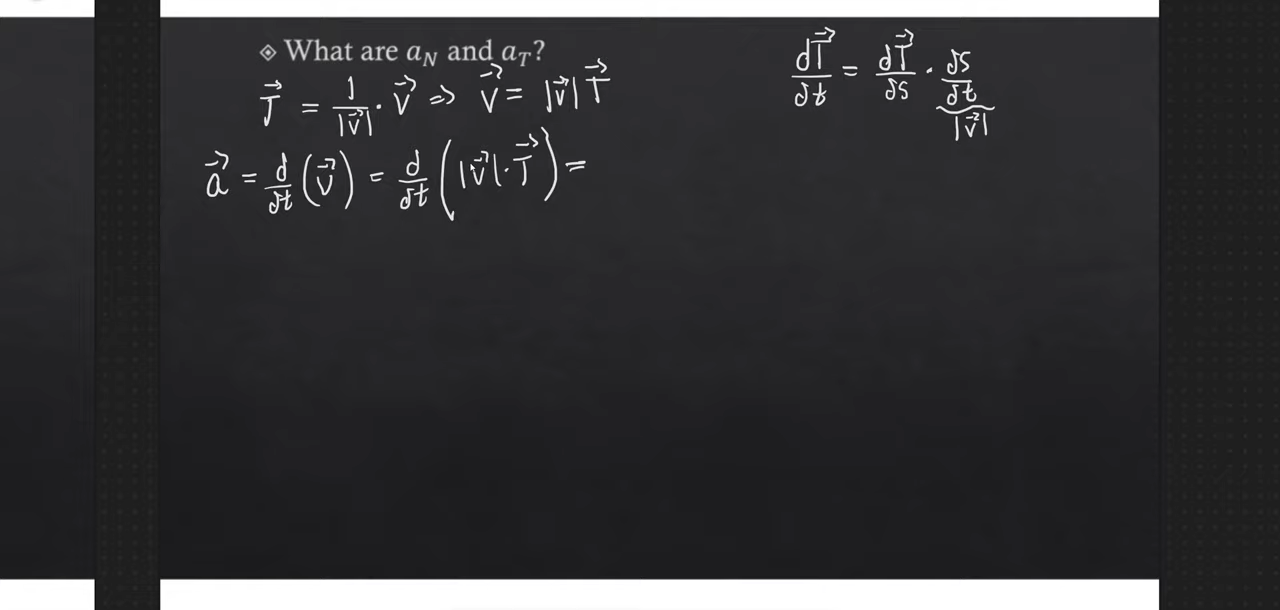 ❖ What are a_N and a_T?
T⃗ = 1/|v⃗| · v⃗ ⇒ v⃗ = |v⃗| T⃗
a⃗ = d/dt (v⃗) = d/dt (|v⃗| · T⃗) =
dT⃗/dt = dT⃗/ds · ds/dt
|v⃗|